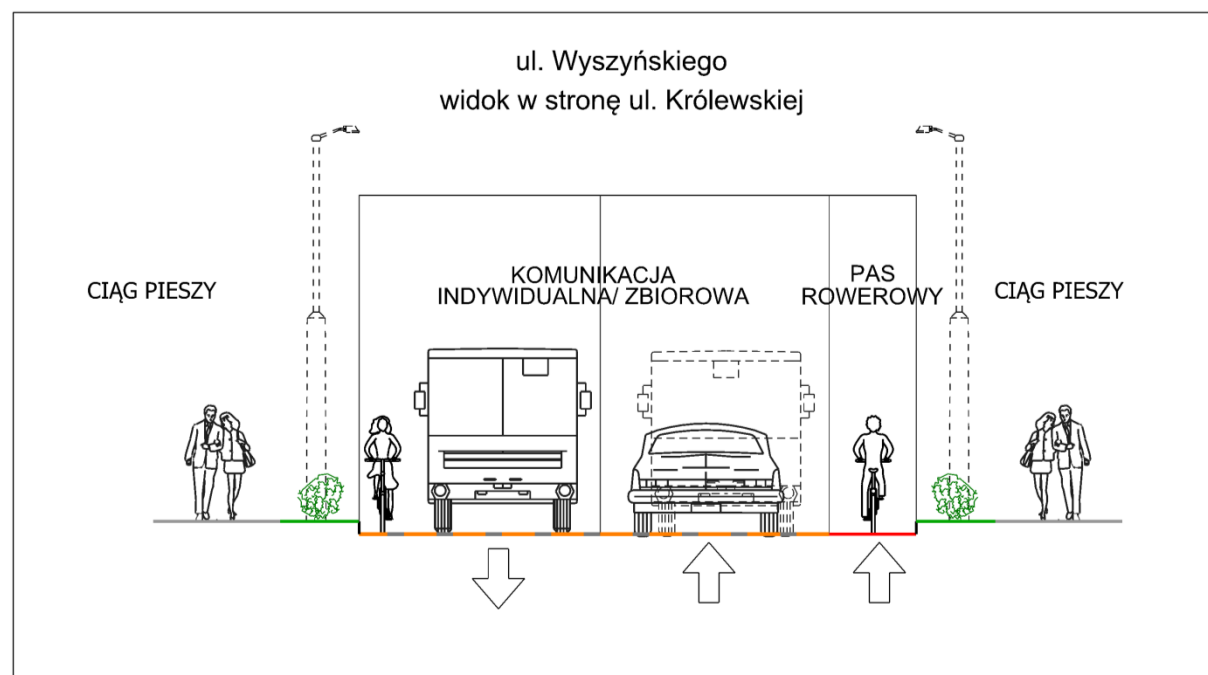 ul. Wyszyńskiego
widok w stronę ul. Królewskiej
CIĄG PIESZY
KOMUNIKACJA
INDYWIDUALNA/ ZBIOROWA
PAS
ROWEROWY
CIĄG PIESZY